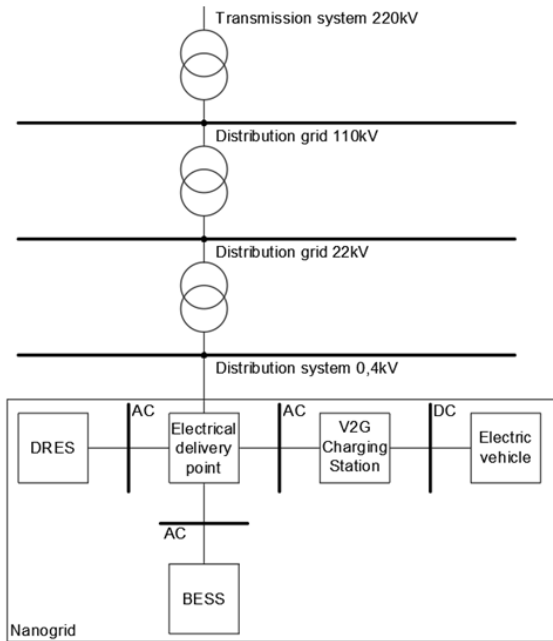 Transmission system 220kV
Distribution grid 110kV
Distribution grid 22kV
Distribution system 0,4kV
AC
AC
DC
DRES
Electrical
delivery
point
V2G
Charging
Station
Electric
vehicle
AC
BESS
Nanogrid